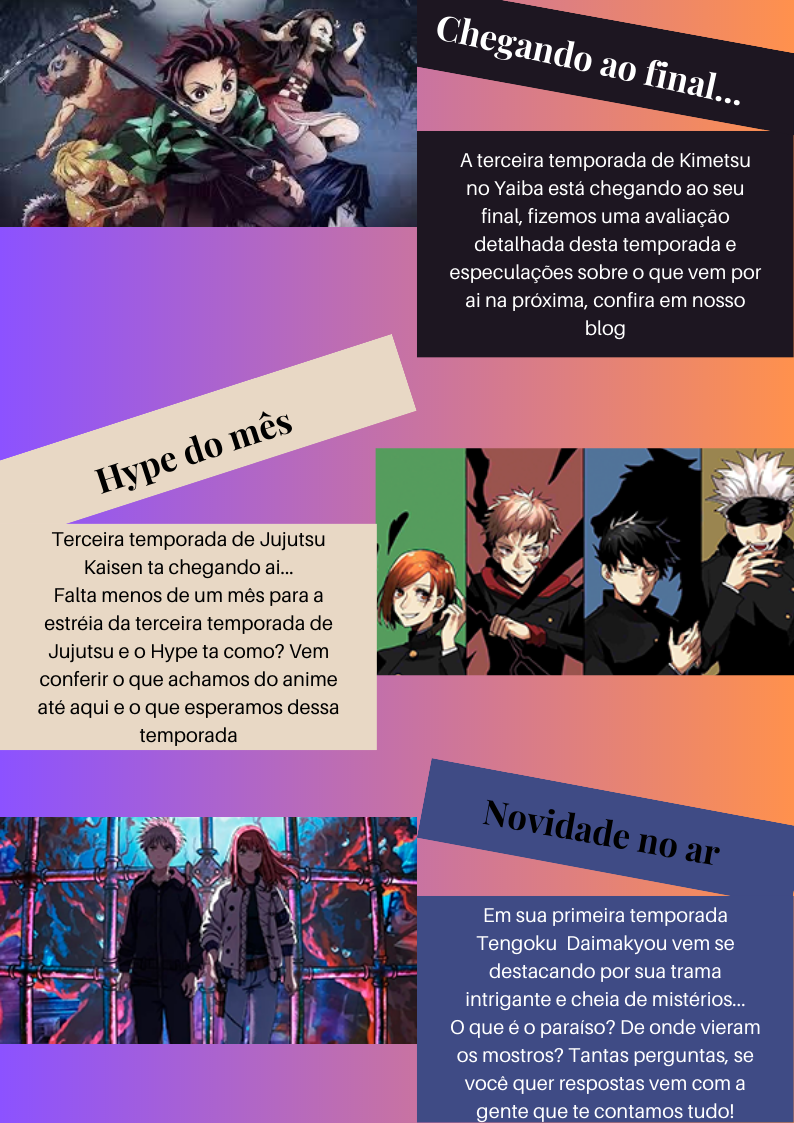 Chegando ao final...
A terceira temporada de Kimetsu
no Yaiba está chegando ao seu
final, fizemos uma avaliação
detalhada desta temporada e
especulações sobre o que vem por
ai na próxima, confira em nosso
blog
Hype do mês
Terceira temporada de Jujutsu
Kaisen ta chegando ai...
Falta menos de um mês para a
estréia da terceira temporada de
Jujutsu e o Hype ta como? Vem
conferir o que achamos do anime
até aqui e o que esperamos dessa
temporada
Novidade no ar
Em sua primeira temporada
Tengoku  Daimakyou vem se
destacando por sua trama
intrigante e cheia de mistérios...
O que é o paraíso? De onde vieram
os mostros? Tantas perguntas, se
você quer respostas vem com a
gente que te contamos tudo!